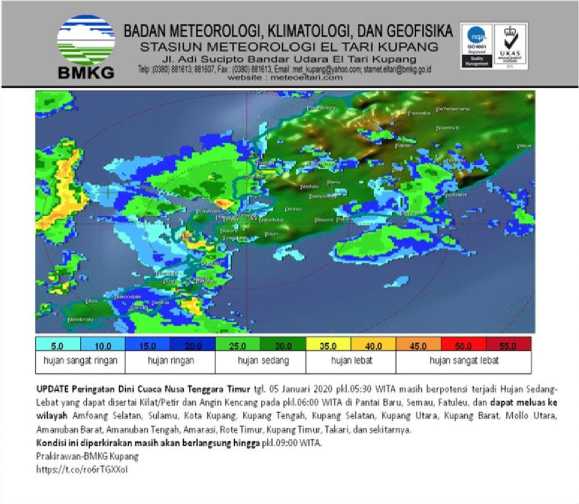 BADAN METEOROLOGI, KLIMATOLOGI, DAN GEOFISIKA
STASIUN METEOROLOGI EL TARI KUPANG
Jl. Adi Sucipto Bandar Udara El Tari Kupang
Telp: (0380) 881613; 881607, Fax : (0380) 881613, Email: met_kupang@yahoo.com; stamet.eltari@bmkg.go.id
website : meteoeltari.com
BMKG
UKAS
5.0 10.0 15.0 20.0 25.0 30.0 35.0 40.0 45.0 50.0 55.0
hujan sangat ringan hujan ringan hujan sedang hujan lebat hujan sangat lebat
UPDATE Peringatan Dini Cuaca Nusa Tenggara Timur tgl. 05 Januari 2020 pkl.05:30 WITA masih berpotensi terjadi Hujan Sedang-
Lebat yang dapat disertai Kilat/Petir dan Angin Kencang pada pkl.06:00 WITA di Pantai Baru, Semau, Fatuleu, dan dapat meluas ke
wilayah Amfoang Selatan, Sulamu, Kota Kupang, Kupang Tengah, Kupang Selatan, Kupang Utara, Kupang Barat, Mollo Utara,
Amanuban Barat, Amanuban Tengah, Amarasi, Rote Timur, Kupang Timur, Takari, dan sekitarnya.
Kondisi ini diperkirakan masih akan berlangsung hingga pkl.09:00 WITA.
Prakirawan-BMKG Kupang
https://t.co/ro6rTGXXoI